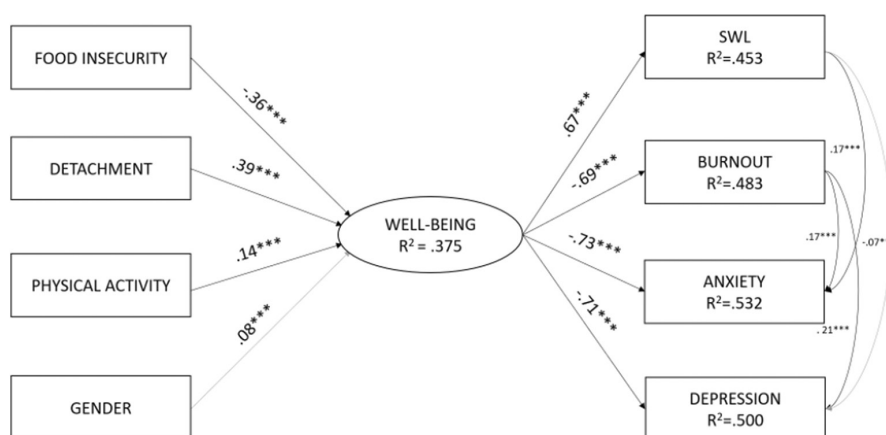 FOOD INSECURITY
DETACHMENT
PHYSICAL ACTIVITY
GENDER
-.36***
.39***
.14***
.08***
WELL-BEING
R² = .375
.67***
-.69***
-.73***
-.71***
SWL
R²=.453
BURNOUT
R²=.483
ANXIETY
R²=.532
DEPRESSION
R²=.500
.17***
.17***
-.07**
.21***